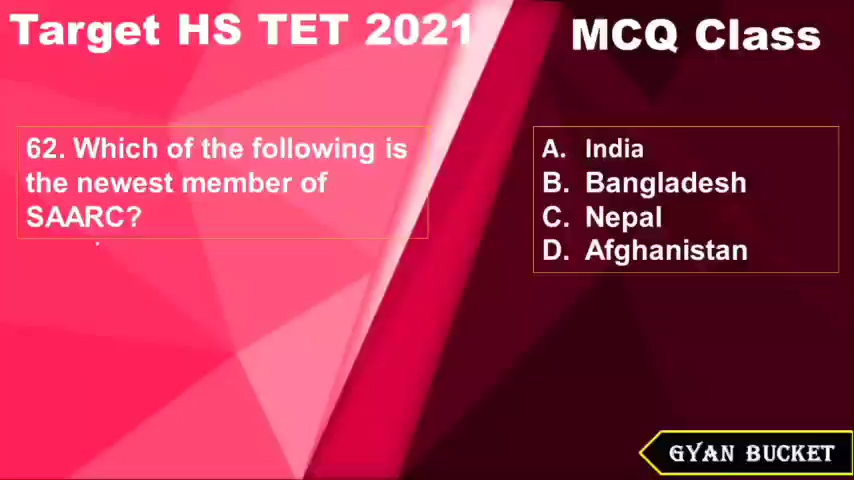 Target HS TET 2021
MCQ Class
62. Which of the following is
the newest member of
SAARC?
A. India
B. Bangladesh
C. Nepal
D. Afghanistan
GYAN BUCKET